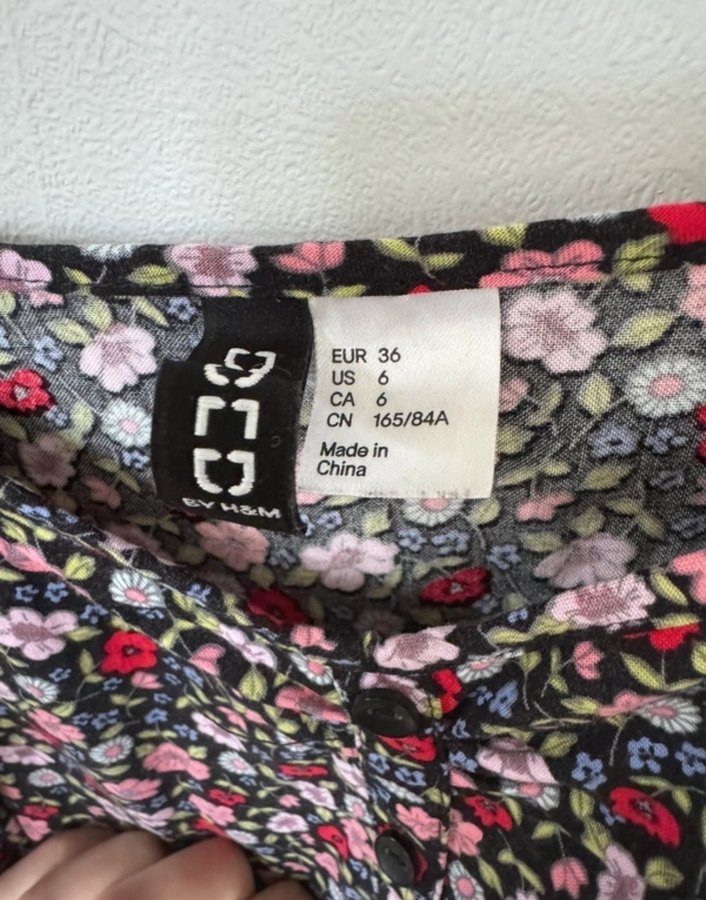 BY H&M
EUR 36
US 6
CA 6
CN 165/84A
Made in
China